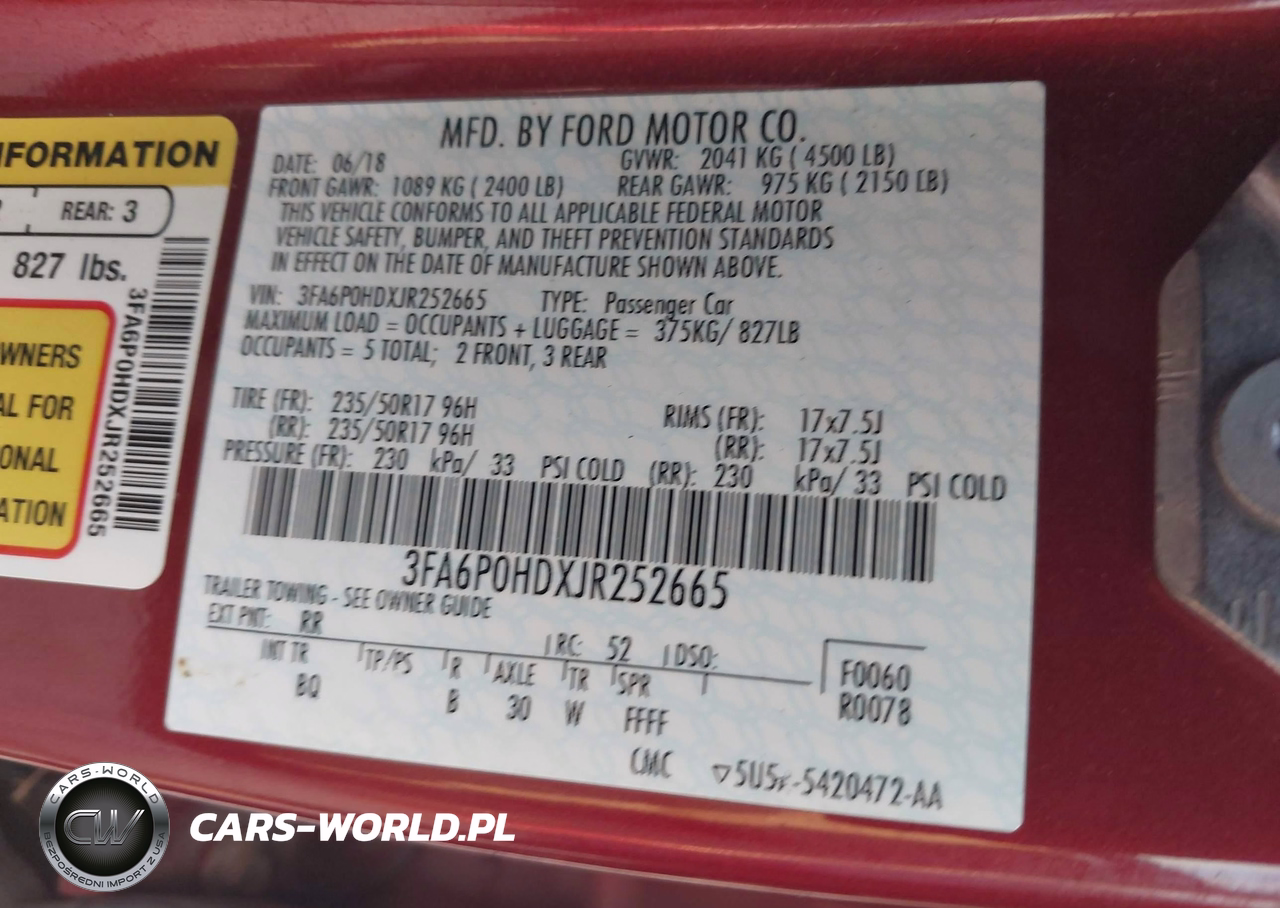 NFORMATION
REAR: 3
827 lbs.
3FA6P0HDXJR252665
OWNERS
AL FOR
ONAL
ATION
MFD. BY FORD MOTOR CO.
DATE: 06/18 GVWR: 2041 KG ( 4500 LB)
FRONT GAWR: 1089 KG ( 2400 LB) REAR GAWR: 975 KG ( 2150 LB)
THIS VEHICLE CONFORMS TO ALL APPLICABLE FEDERAL MOTOR
VEHICLE SAFETY, BUMPER, AND THEFT PREVENTION STANDARDS
IN EFFECT ON THE DATE OF MANUFACTURE SHOWN ABOVE.
VIN: 3FA6P0HDXJR252665 TYPE: Passenger Car
MAXIMUM LOAD = OCCUPANTS + LUGGAGE = 375KG/ 827LB
OCCUPANTS = 5 TOTAL; 2 FRONT, 3 REAR
TIRE (FR): 235/50R17 96H RIMS (FR): 17x7.5J
(RR): 235/50R17 96H (RR): 17x7.5J
PRESSURE (FR): 230 kPa/ 33 PSI COLD (RR): 230 kPa/ 33 PSI COLD
3FA6P0HDXJR252665
TRAILER TOWING - SEE OWNER GUIDE
EXT PNT: RR RC: 52 DSO:
INT TR TP/PS R AXLE TR SPR F0060
BQ B 30 W FFFF R0078
CMC ▽ -5420472-AA
CARS-WORLD
CW
BEZPOŚREDNI IMPORT Z USA
CARS-WORLD.PL